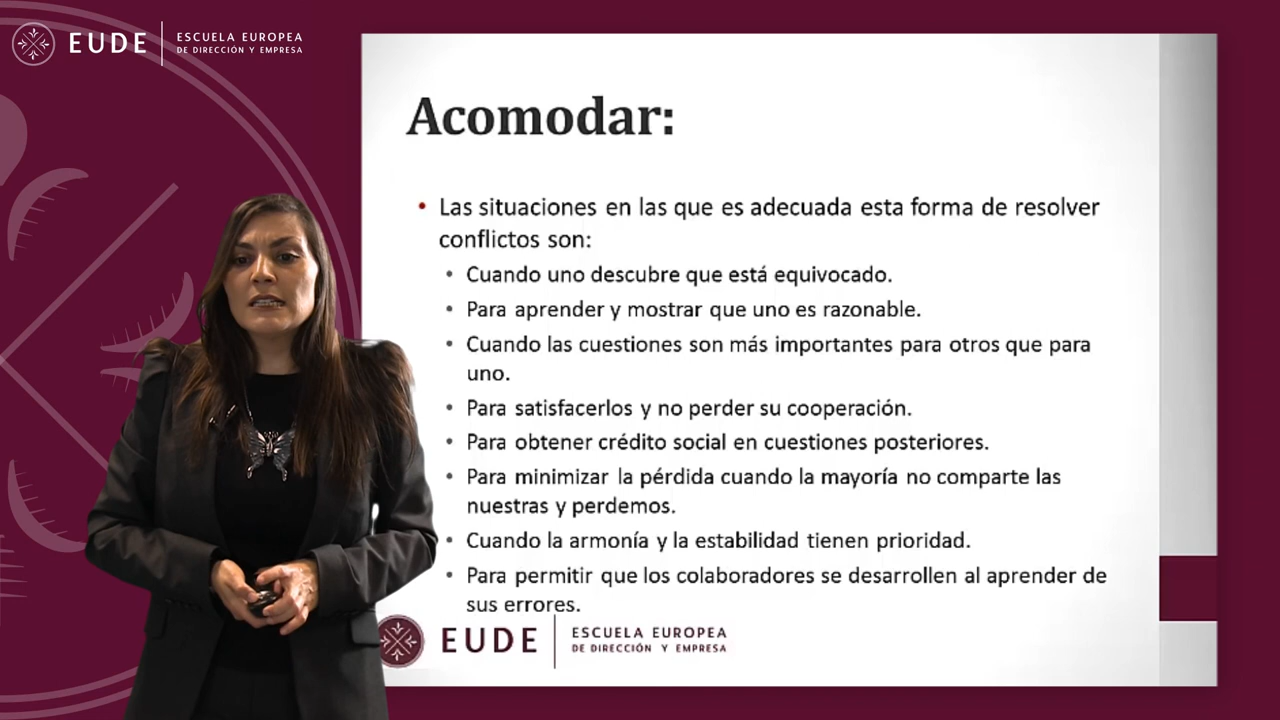 EUDE
ESCUELA EUROPEA
DE DIRECCIÓN Y EMPRESA
Acomodar:
• Las situaciones en las que es adecuada esta forma de resolver
conflictos son:
• Cuando uno descubre que está equivocado.
• Para aprender y mostrar que uno es razonable.
• Cuando las cuestiones son más importantes para otros que para
uno.
• Para satisfacerlos y no perder su cooperación.
• Para obtener crédito social en cuestiones posteriores.
• Para minimizar la pérdida cuando la mayoría no comparte las
nuestras y perdemos.
• Cuando la armonía y la estabilidad tienen prioridad.
• Para permitir que los colaboradores se desarrollen al aprender de
sus errores.
EUDE
ESCUELA EUROPEA
DE DIRECCIÓN Y EMPRESA